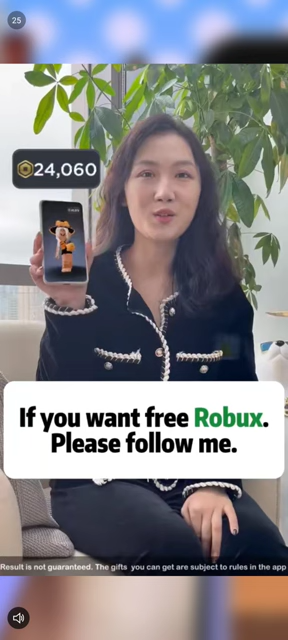 25
24,060
If you want free Robux.
Please follow me.
Result is not guaranteed. The gifts you can get are subject to rules in the app